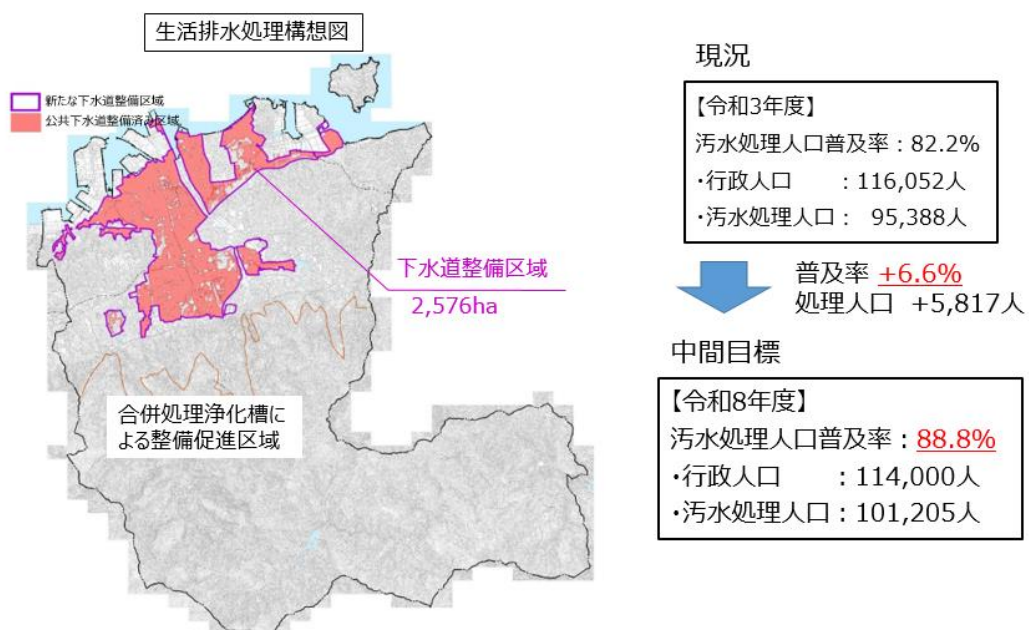 生活排水処理構想図
新たな下水道整備区域
公共下水道整備済み区域
下水道整備区域
2,576ha
合併処理浄化槽に
よる整備促進区域
現況
【令和3年度】
汚水処理人口普及率：82.2%
・行政人口　　：116,052人
・汚水処理人口：　95,388人
普及率 +6.6%
処理人口 +5,817人
中間目標
【令和8年度】
汚水処理人口普及率：88.8%
・行政人口　　：114,000人
・汚水処理人口：101,205人